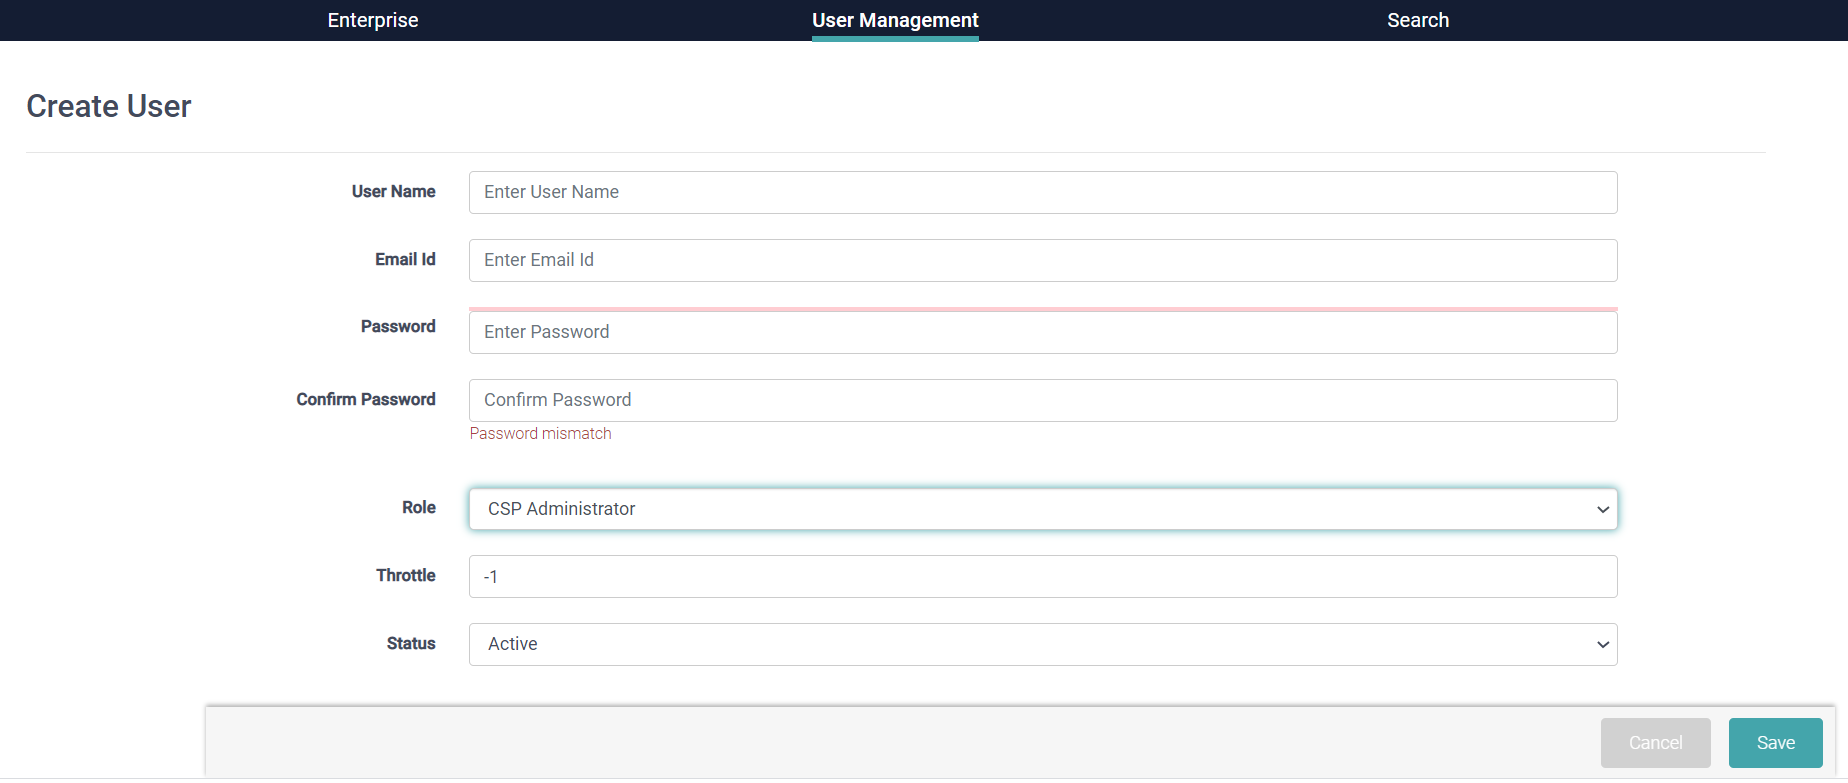 Enterprise
User Management
Search
Create User
User Name
Enter User Name
Email Id
Enter Email Id
Password
Enter Password
Confirm Password
Confirm Password
Password mismatch
Role
CSP Administrator
Throttle
-1
Status
Active
Cancel
Save